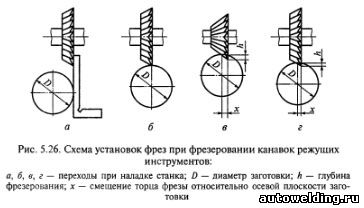 h
h
D
D
D
D
x
x
а
б
в
г
Рис. 5.26. Схема установок фрез при фрезеровании канавок режущих
инструментов:
а, б, в, г — переходы при наладке станка; D — диаметр заготовки; h — глубина
фрезерования; x — смещение торца фрезы относительно осевой плоскости заго-
товки
autowelding.ru